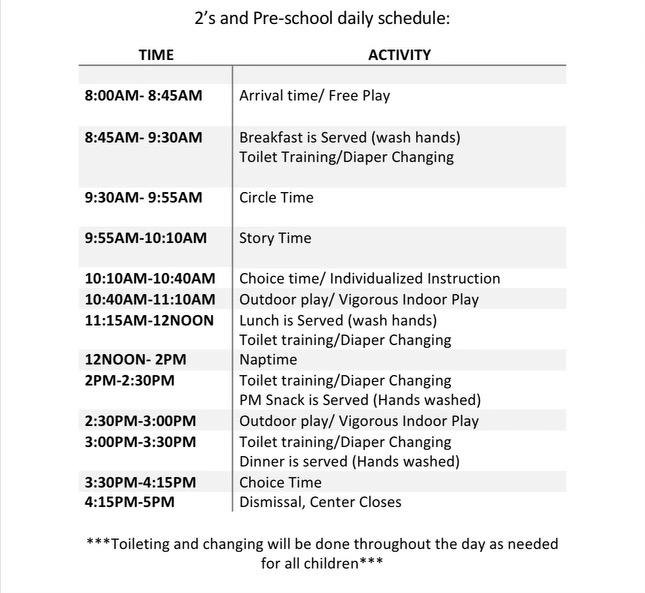 2's and Pre-school daily schedule:
TIME ACTIVITY
8:00AM- 8:45AM Arrival time/ Free Play
8:45AM- 9:30AM Breakfast is Served (wash hands)
Toilet Training/Diaper Changing
9:30AM- 9:55AM Circle Time
9:55AM-10:10AM Story Time
10:10AM-10:40AM Choice time/ Individualized Instruction
10:40AM-11:10AM Outdoor play/ Vigorous Indoor Play
11:15AM-12NOON Lunch is Served (wash hands)
Toilet training/Diaper Changing
12NOON- 2PM Naptime
2PM-2:30PM Toilet training/Diaper Changing
PM Snack is Served (Hands washed)
2:30PM-3:00PM Outdoor play/ Vigorous Indoor Play
3:00PM-3:30PM Toilet training/Diaper Changing
Dinner is served (Hands washed)
3:30PM-4:15PM Choice Time
4:15PM-5PM Dismissal, Center Closes
***Toileting and changing will be done throughout the day as needed
for all children***